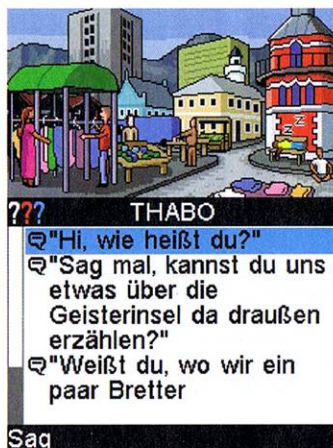 Z
Z
Z
??? THABO
"Hi, wie heißt du?"
"Sag mal, kannst du uns
etwas über die
Geisterinsel da draußen
erzählen?"
"Weißt du, wo wir ein
paar Bretter
Sag